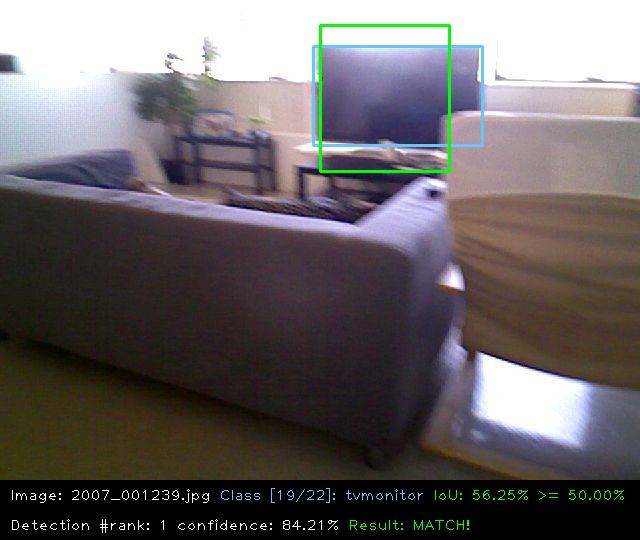 Image: 2007_001239.jpg Class [19/22]: tvmonitor IoU: 56.25% >= 50.00%
Detection #rank: 1 confidence: 84.21% Result: MATCH!